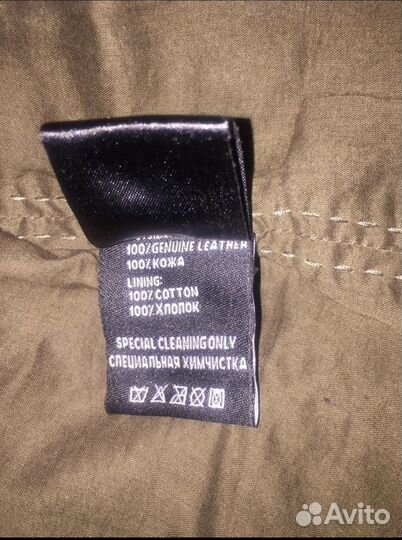 100% GENUINE LEATHER
100% КОЖА
LINING:
100% COTTON
100% ХЛОПОК
SPECIAL CLEANING ONLY
СПЕЦИАЛЬНАЯ ХИМЧИСТКА
Avito